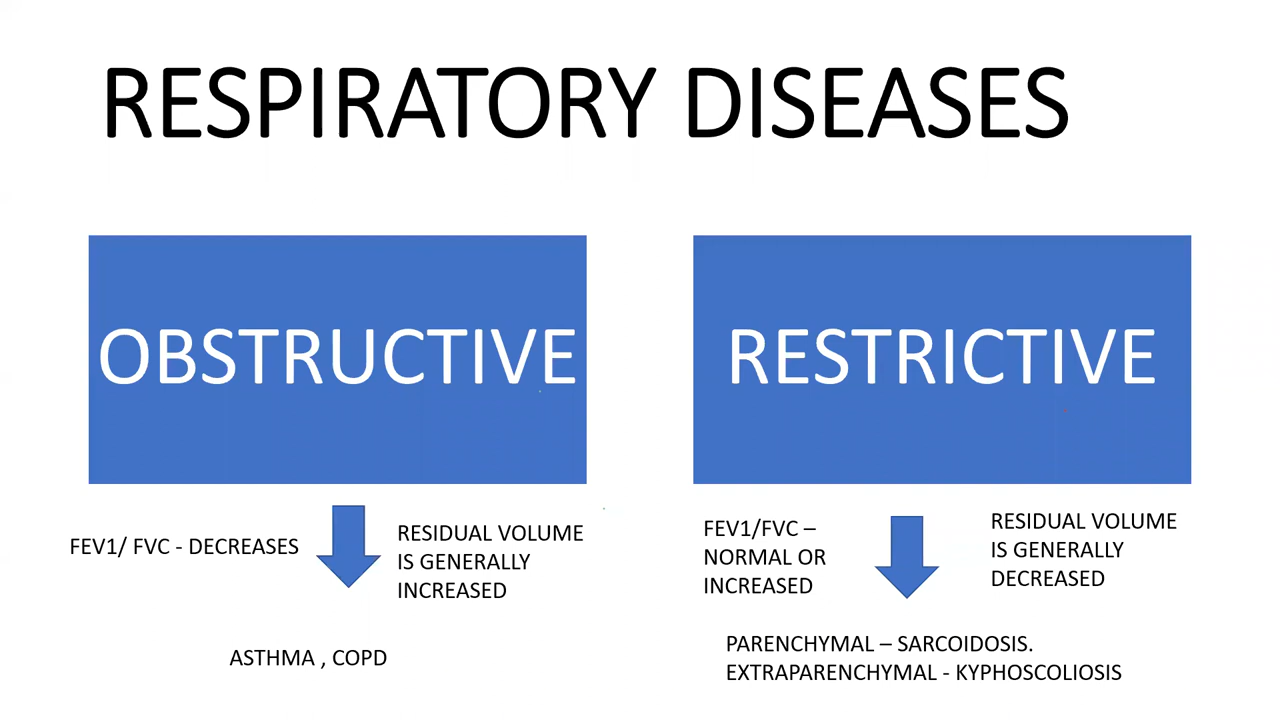 RESPIRATORY DISEASES
OBSTRUCTIVE
RESTRICTIVE
FEV1/ FVC - DECREASES
RESIDUAL VOLUME
IS GENERALLY
INCREASED
ASTHMA , COPD
FEV1/FVC –
NORMAL OR
INCREASED
RESIDUAL VOLUME
IS GENERALLY
DECREASED
PARENCHYMAL – SARCOIDOSIS.
EXTRAPARENCHYMAL - KYPHOSCOLIOSIS